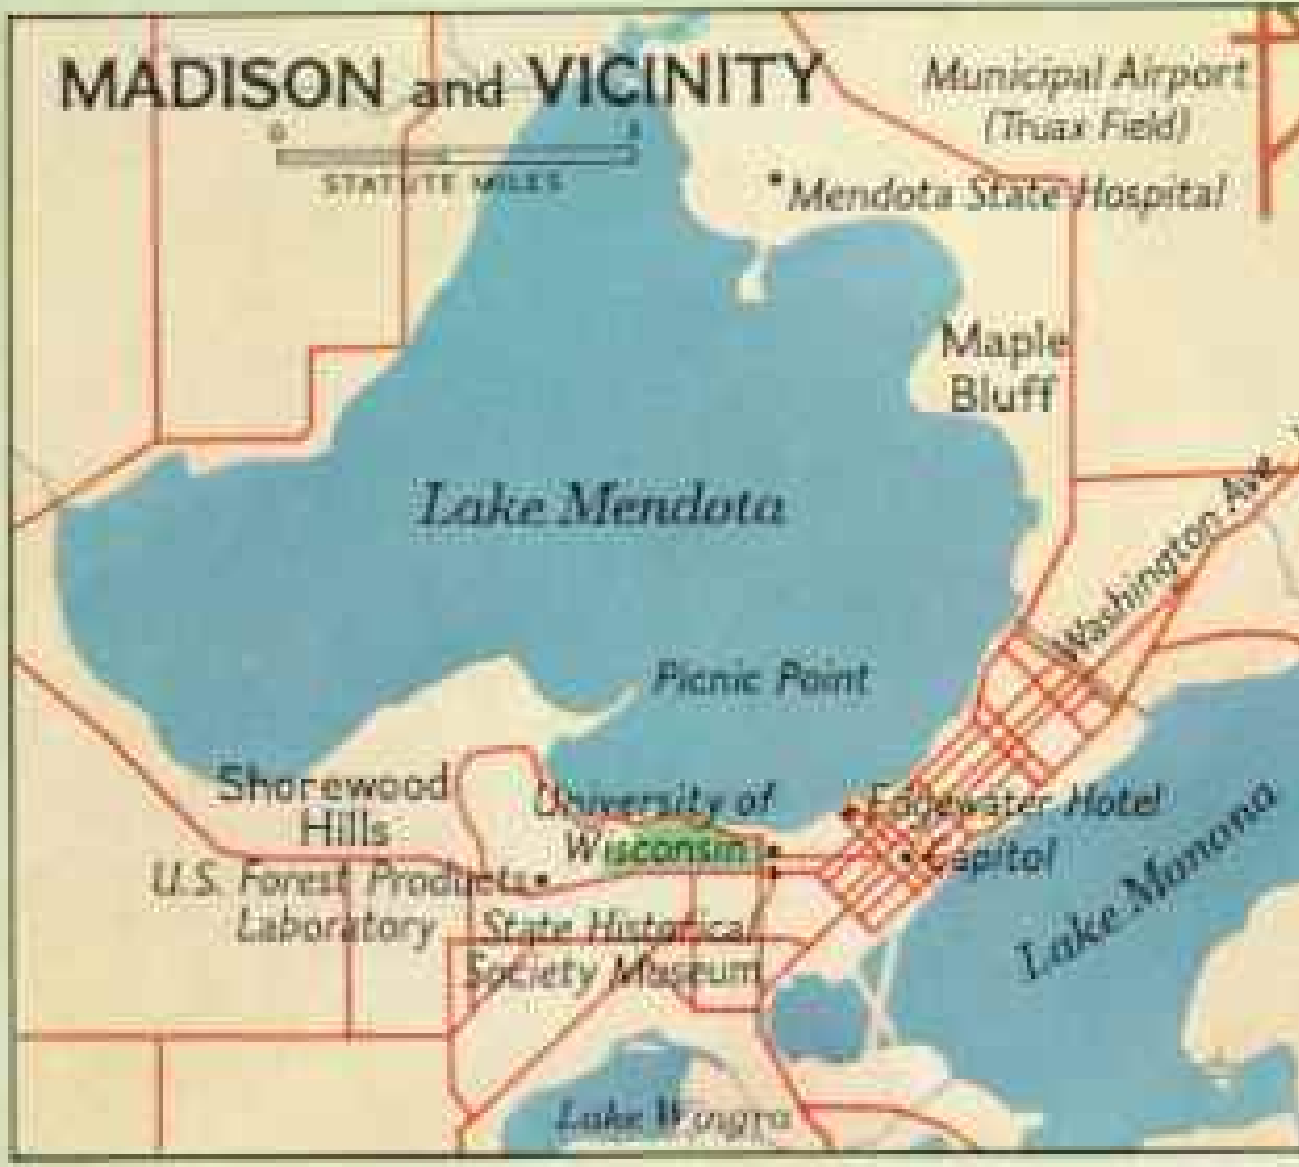 MADISON and VICINITY
0
STATUTE MILES
Municipal Airport
(Truax Field)
Mendota State Hospital
Maple
Bluff
Lake Mendota
Washington Ave
Picnic Point
Shorewood
Hills
University of
Wisconsin
Edgewater Hotel
Capitol
Lake Monona
U.S. Forest Products
Laboratory
State Historical
Society Museum
Lake Wingra